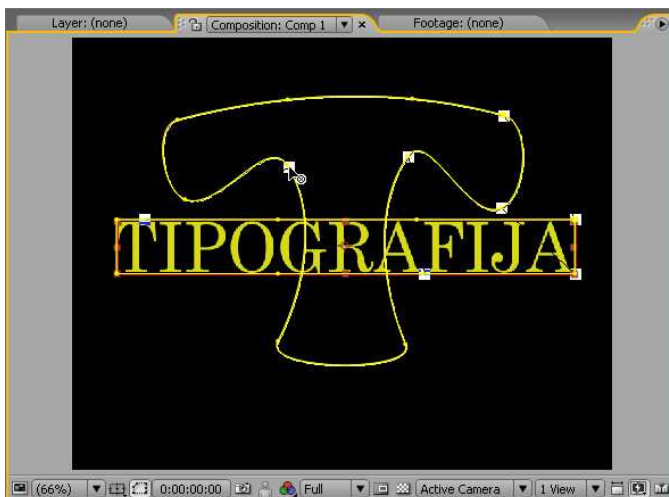 Layer: (none) Composition: Comp 1 Footage: (none)
TIPOGRAFIJA
(66%) 0:00:00:00 Full Active Camera 1 View